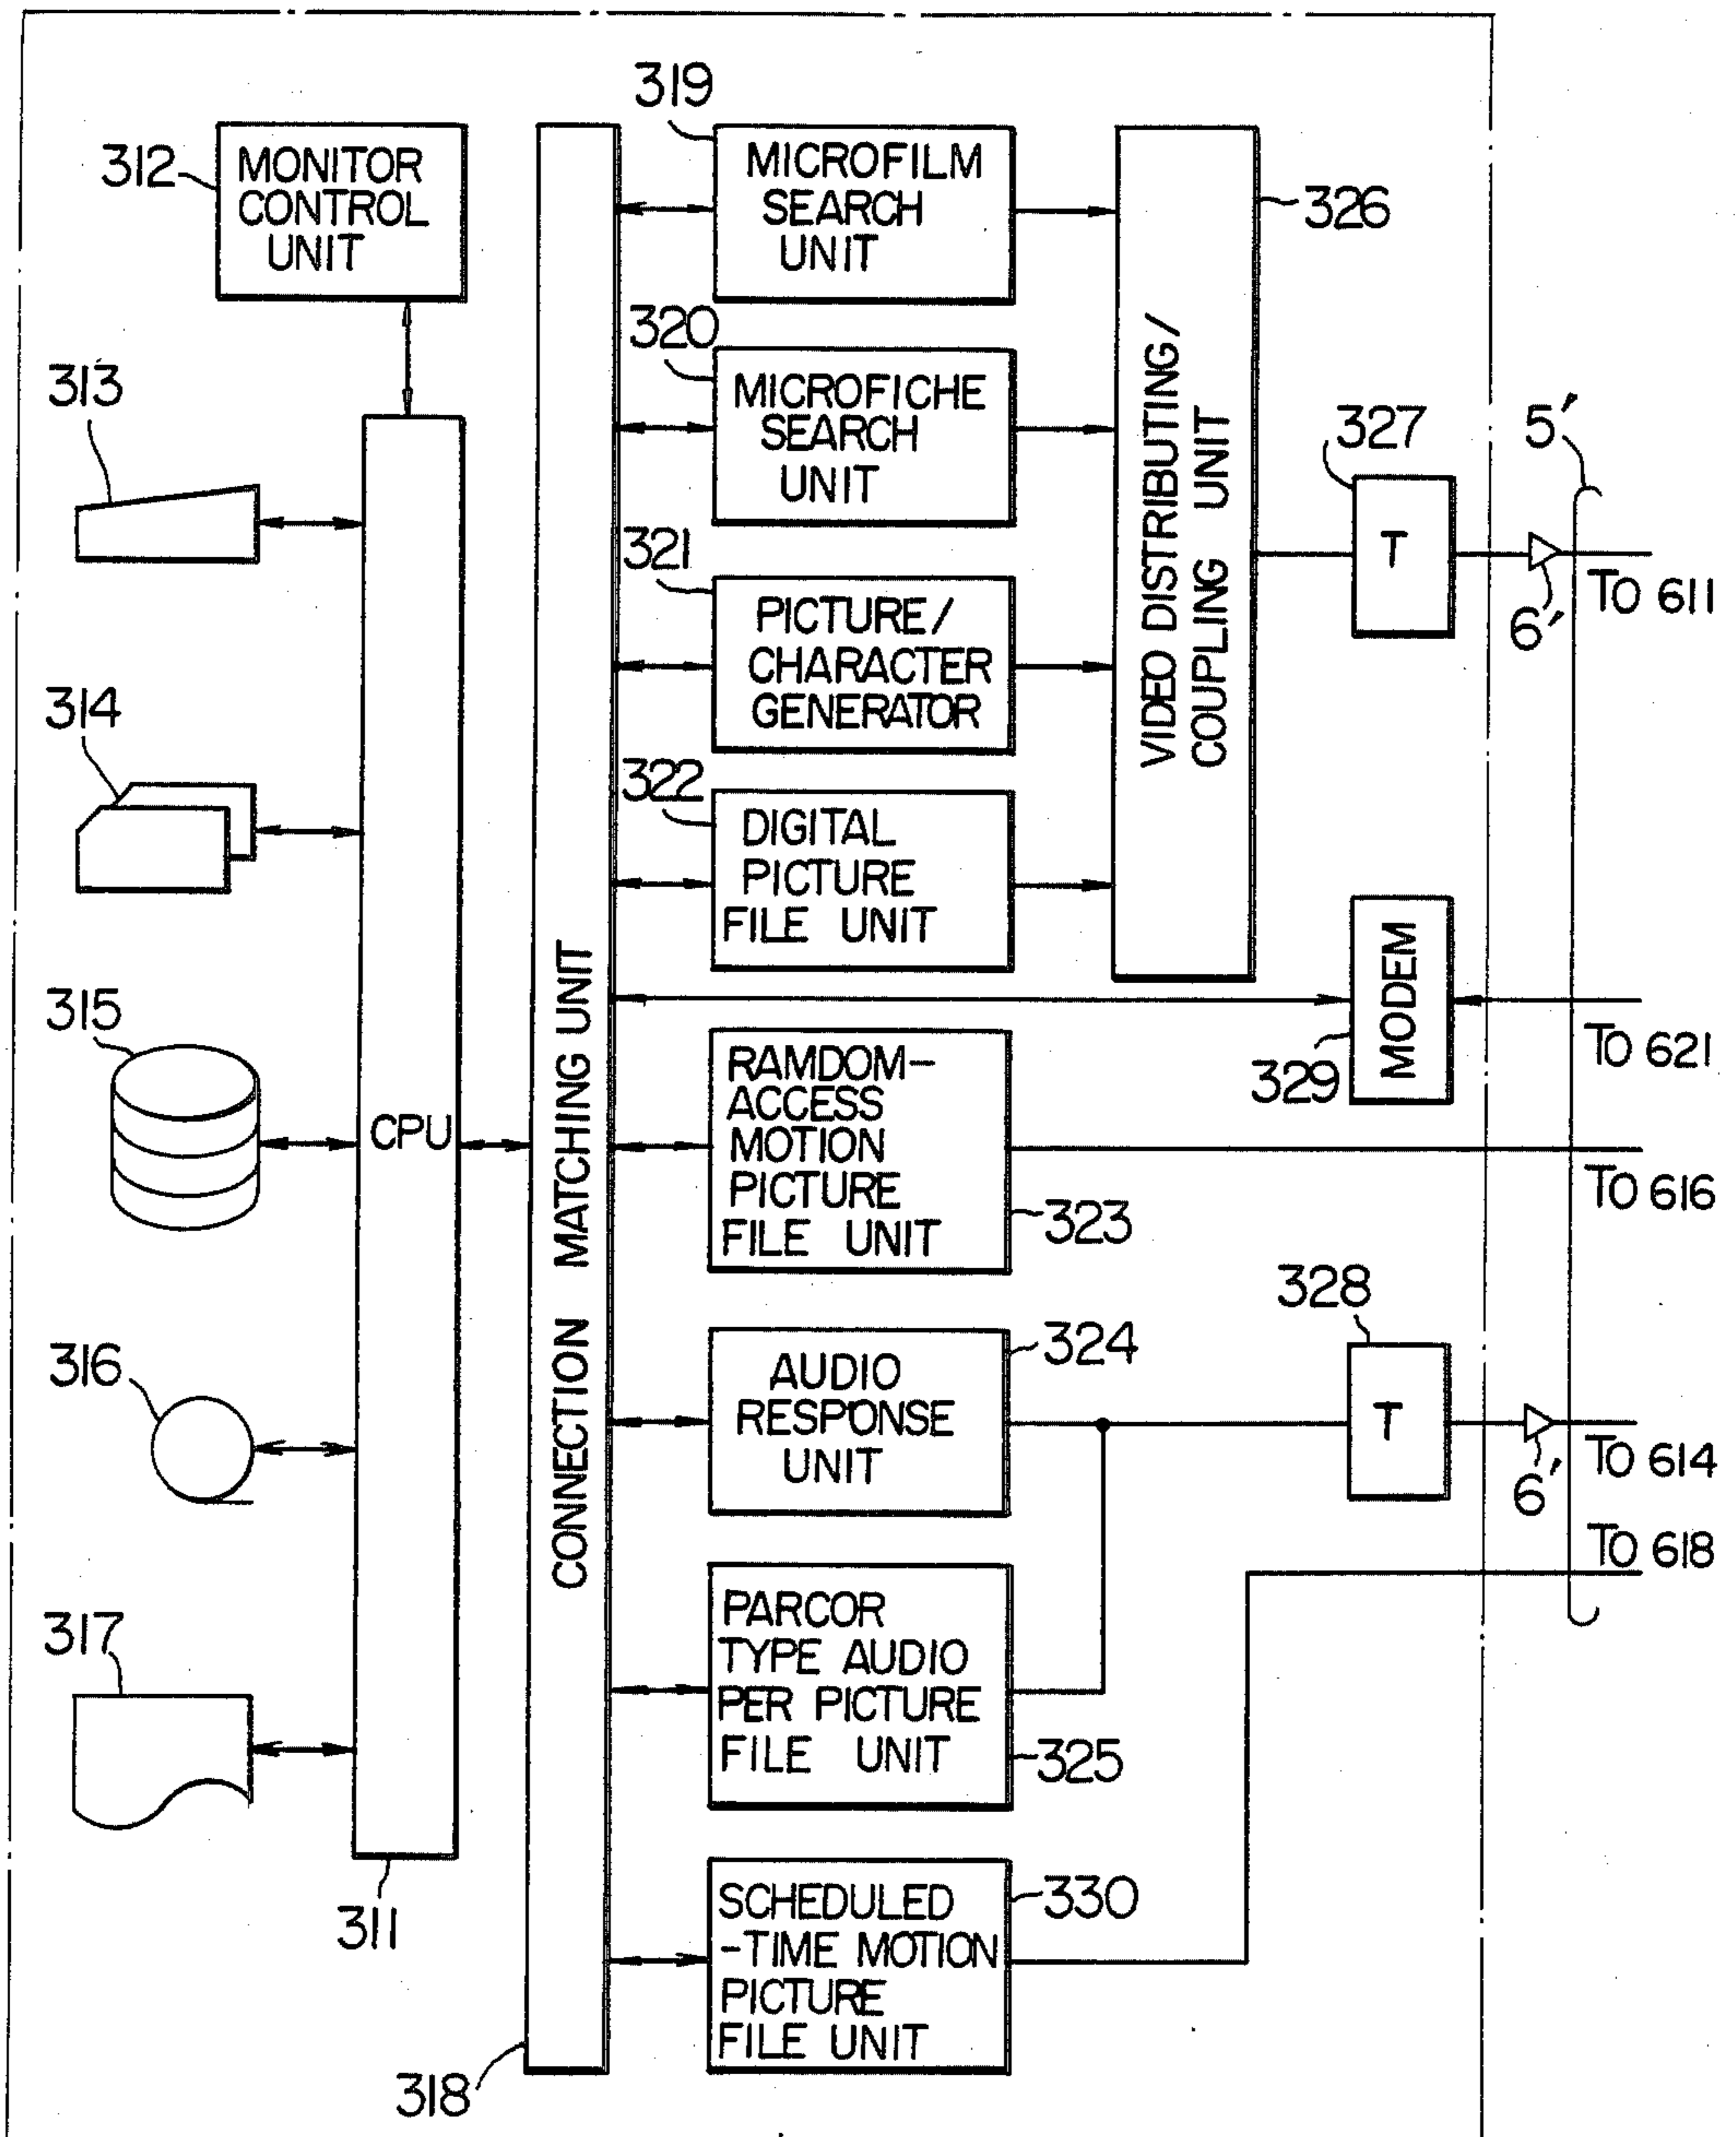 319
312
MONITOR
CONTROL
UNIT
MICROFILM
SEARCH
UNIT
326
320
313
MICROFICHE
SEARCH
UNIT
VIDEO DISTRIBUTING/
COUPLING UNIT
327
5'
T
6'
TO 611
321
PICTURE/
CHARACTER
GENERATOR
314
322
DIGITAL
PICTURE
FILE UNIT
MODEM
329
TO 621
315
CPU
CONNECTION MATCHING UNIT
RAMDOM-
ACCESS
MOTION
PICTURE
FILE UNIT
323
TO 616
328
316
324
AUDIO
RESPONSE
UNIT
T
6'
TO 614
TO 618
317
PARCOR
TYPE AUDIO
PER PICTURE
FILE UNIT
325
311
SCHEDULED
-TIME MOTION
PICTURE
FILE UNIT
330
318